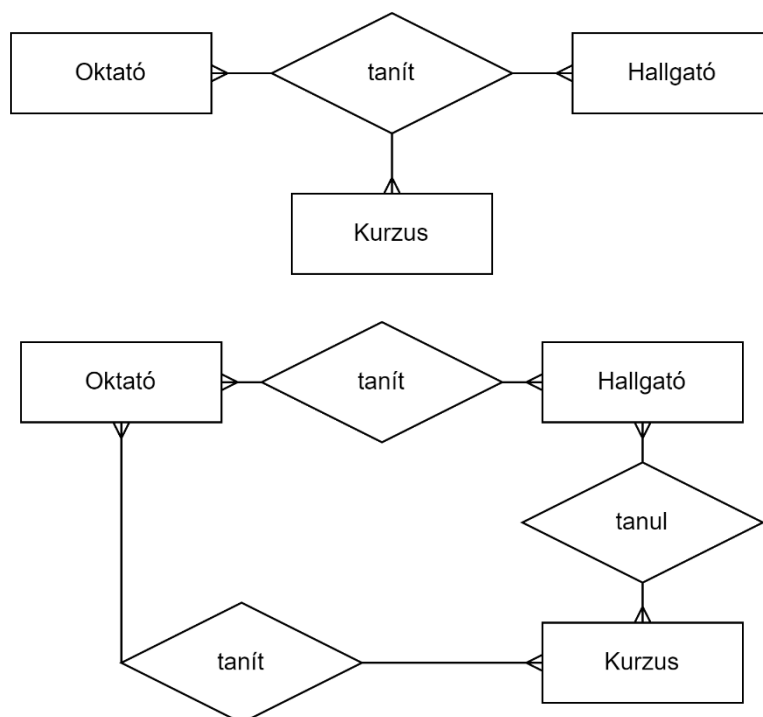 Oktató
tanít
Hallgató
Kurzus
Oktató
tanít
Hallgató
tanul
tanít
Kurzus